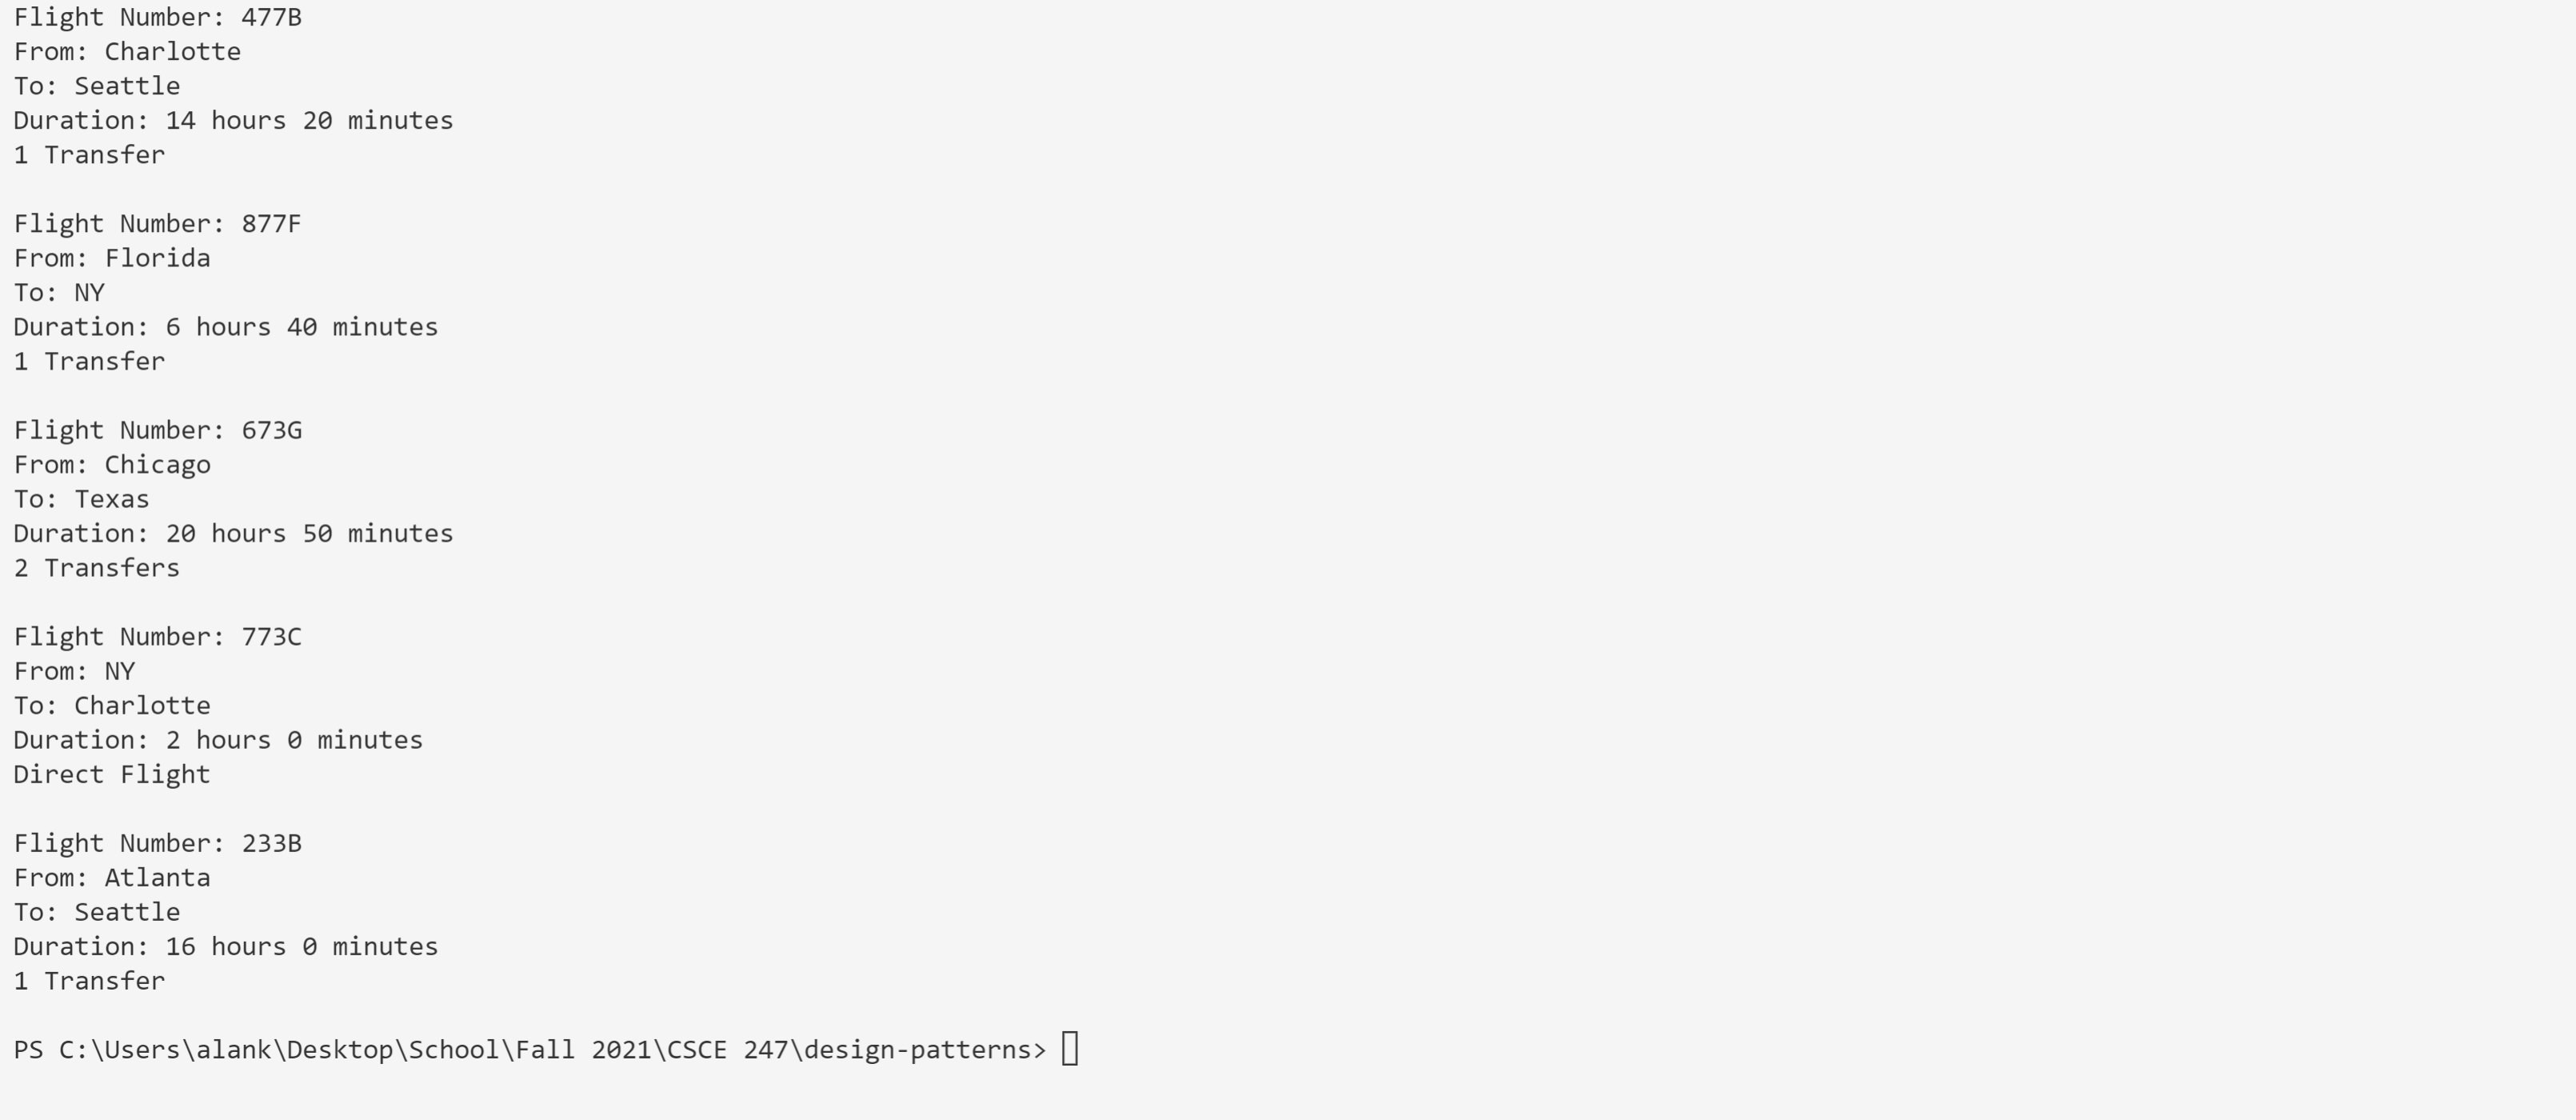 Flight Number: 477B
From: Charlotte
To: Seattle
Duration: 14 hours 20 minutes
1 Transfer
Flight Number: 877F
From: Florida
To: NY
Duration: 6 hours 40 minutes
1 Transfer
Flight Number: 673G
From: Chicago
To: Texas
Duration: 20 hours 50 minutes
2 Transfers
Flight Number: 773C
From: NY
To: Charlotte
Duration: 2 hours 0 minutes
Direct Flight
Flight Number: 233B
From: Atlanta
To: Seattle
Duration: 16 hours 0 minutes
1 Transfer
PS C:\Users\alank\Desktop\School\Fall 2021\CSCE 247\design-patterns>